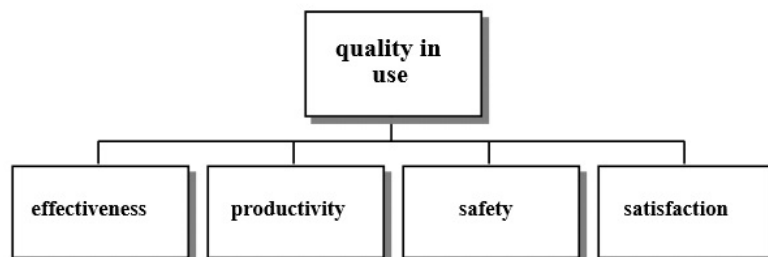 quality in
use
effectiveness
productivity
safety
satisfaction